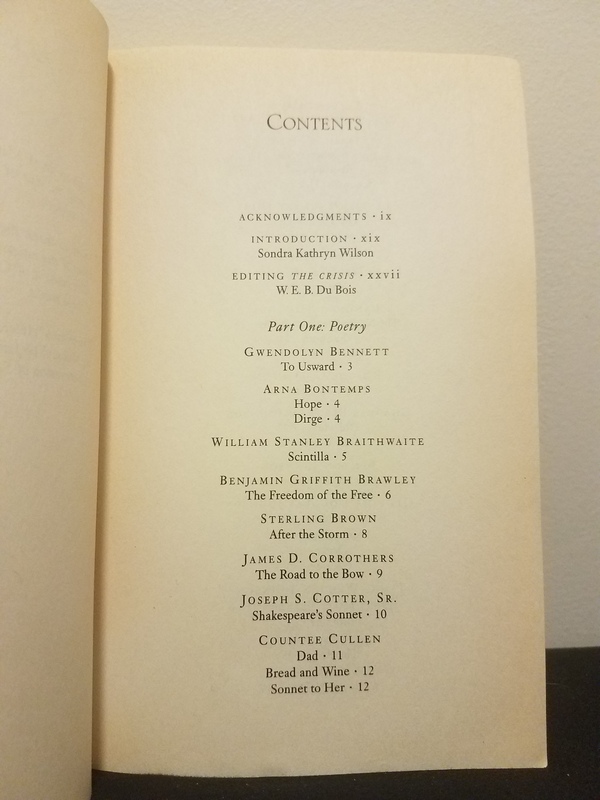 CONTENTS
ACKNOWLEDGMENTS · ix
INTRODUCTION · xix
Sondra Kathryn Wilson
EDITING THE CRISIS · xxvii
W. E. B. Du Bois
Part One: Poetry
GWENDOLYN BENNETT
To Usward · 3
ARNA BONTEMPS
Hope · 4
Dirge · 4
WILLIAM STANLEY BRAITHWAITE
Scintilla · 5
BENJAMIN GRIFFITH BRAWLEY
The Freedom of the Free · 6
STERLING BROWN
After the Storm · 8
JAMES D. CORROTHERS
The Road to the Bow · 9
JOSEPH S. COTTER, SR.
Shakespeare's Sonnet · 10
COUNTEE CULLEN
Dad · 11
Bread and Wine · 12
Sonnet to Her · 12